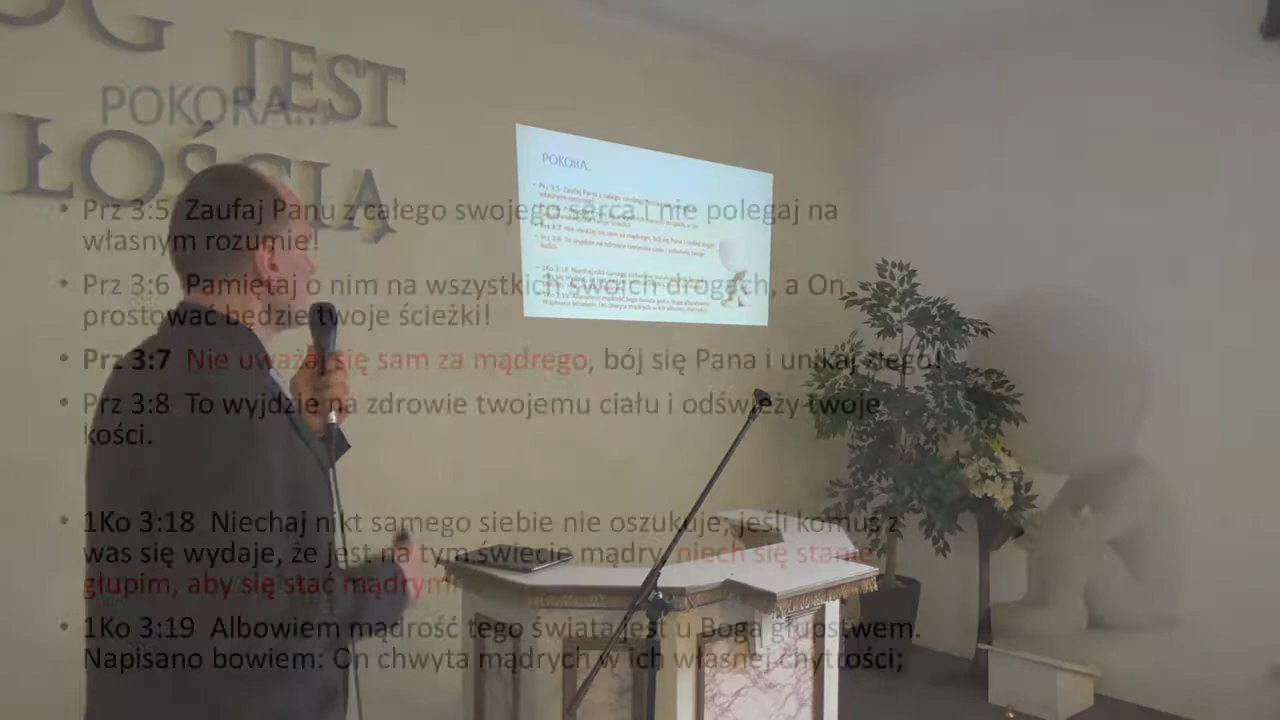 ÓG JEST
ŁOŚCIĄ
POKORA...
• Prz 3:5 Zaufaj Panu z całego swojego serca i nie polegaj na
własnym rozumie!
• Prz 3:6 Pamiętaj o nim na wszystkich swoich drogach, a On
prostować będzie twoje ścieżki!
• Prz 3:7 Nie uważaj się sam za mądrego, bój się Pana i unikaj złego!
• Prz 3:8 To wyjdzie na zdrowie twojemu ciału i odświeży twoje
kości.
• 1Ko 3:18 Niechaj nikt samego siebie nie oszukuje; jeśli komuś z
was się wydaje, że jest na tym świecie mądry, niech się stanie
głupim, aby się stać mądrym.
• 1Ko 3:19 Albowiem mądrość tego świata jest u Boga głupstwem.
Napisano bowiem: On chwyta mądrych w ich własnej chytrości;
POKORA..